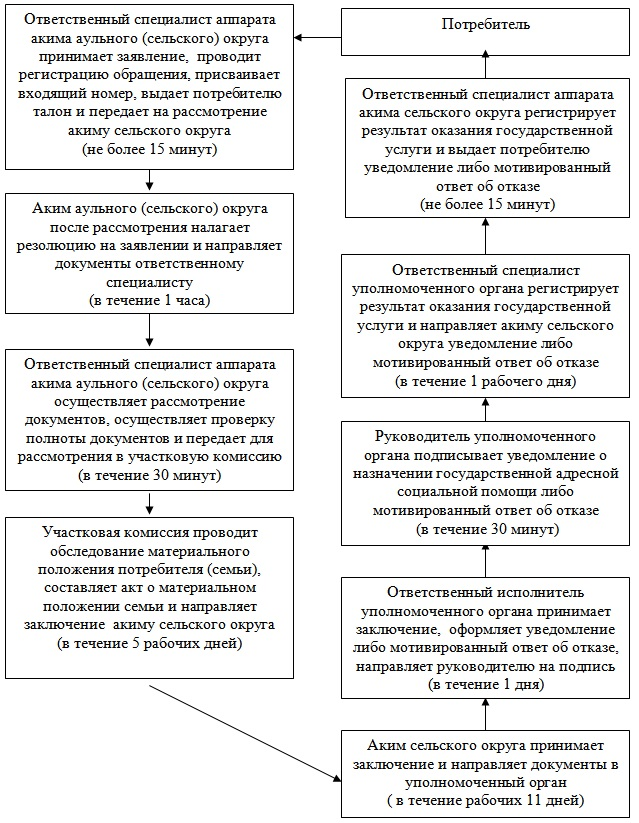 Потребитель
Ответственный специалист аппарата
акима аульного (сельского) округа
принимает заявление, проводит
регистрацию обращения, присваивает
входящий номер, выдает потребителю
талон и передает на рассмотрение
акиму сельского округа
(не более 15 минут)
Аким аульного (сельского) округа
после рассмотрения налагает
резолюцию на заявлении и направляет
документы ответственному
специалисту
(в течение 1 часа)
Ответственный специалист аппарата
акима аульного (сельского) округа
осуществляет рассмотрение
документов, осуществляет проверку
полноты документов и передает для
рассмотрения в участковую комиссию
(в течение 30 минут)
Участковая комиссия проводит
обследование материального
положения потребителя (семьи),
составляет акт о материальном
положении семьи и направляет
заключение акиму сельского округа
(в течение 5 рабочих дней)
Аким сельского округа принимает
заключение и направляет документы в
уполномоченный орган
( в течение рабочих 11 дней)
Ответственный исполнитель
уполномоченного органа принимает
заключение, оформляет уведомление
либо мотивированный ответ об отказе,
направляет руководителю на подпись
(в течение 1 дня)
Руководитель уполномоченного
органа подписывает уведомление о
назначении государственной адресной
социальной помощи либо
мотивированный ответ об отказе
(в течение 30 минут)
Ответственный специалист
уполномоченного органа регистрирует
результат оказания государственной
услуги и направляет акиму сельского
округа уведомление либо
мотивированный ответ об отказе
(в течение 1 рабочего дня)
Ответственный специалист аппарата
акима сельского округа регистрирует
результат оказания государственной
услуги и выдает потребителю
уведомление либо мотивированный
ответ об отказе
(не более 15 минут)